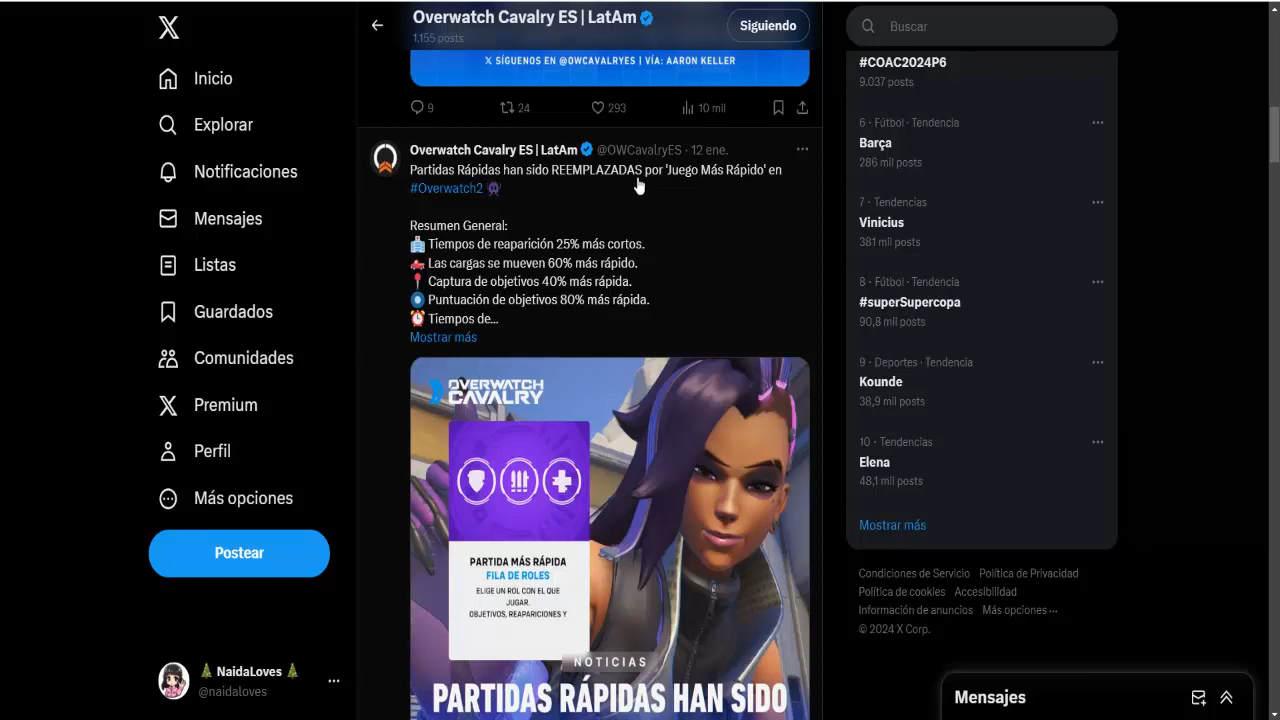 Inicio
Explorar
Notificaciones
Mensajes
Listas
Guardados
Comunidades
Premium
Perfil
Más opciones
Postear
NaidaLoves
@naidaloves
Overwatch Cavalry ES | LatAm
1.155 posts
Siguiendo
X SÍGUENOS EN @OWCAVALRYES | VÍA: AARON KELLER
9
24
293
10 mil
Overwatch Cavalry ES | LatAm @OWCavalryES · 12 ene.
Partidas Rápidas han sido REEMPLAZADAS por 'Juego Más Rápido' en
#Overwatch2
Resumen General:
Tiempos de reaparición 25% más cortos.
Las cargas se mueven 60% más rápido.
Captura de objetivos 40% más rápida.
Puntuación de objetivos 80% más rápida.
Tiempos de...
Mostrar más
OVERWATCH
CAVALRY
PARTIDA MÁS RÁPIDA
FILA DE ROLES
ELIGE UN ROL CON EL QUE
JUGAR.
OBJETIVOS, REAPARICIONES Y
NOTICIAS
PARTIDAS RÁPIDAS HAN SIDO
Buscar
#COAC2024P6
9.037 posts
6 · Fútbol · Tendencia
Barça
286 mil posts
7 · Tendencias
Vinicius
381 mil posts
8 · Fútbol · Tendencia
#superSupercopa
90,8 mil posts
9 · Deportes · Tendencia
Kounde
38,9 mil posts
10 · Tendencias
Elena
48,1 mil posts
Mostrar más
Condiciones de Servicio Política de Privacidad
Política de cookies Accesibilidad
Información de anuncios Más opciones ···
© 2024 X Corp.
Mensajes